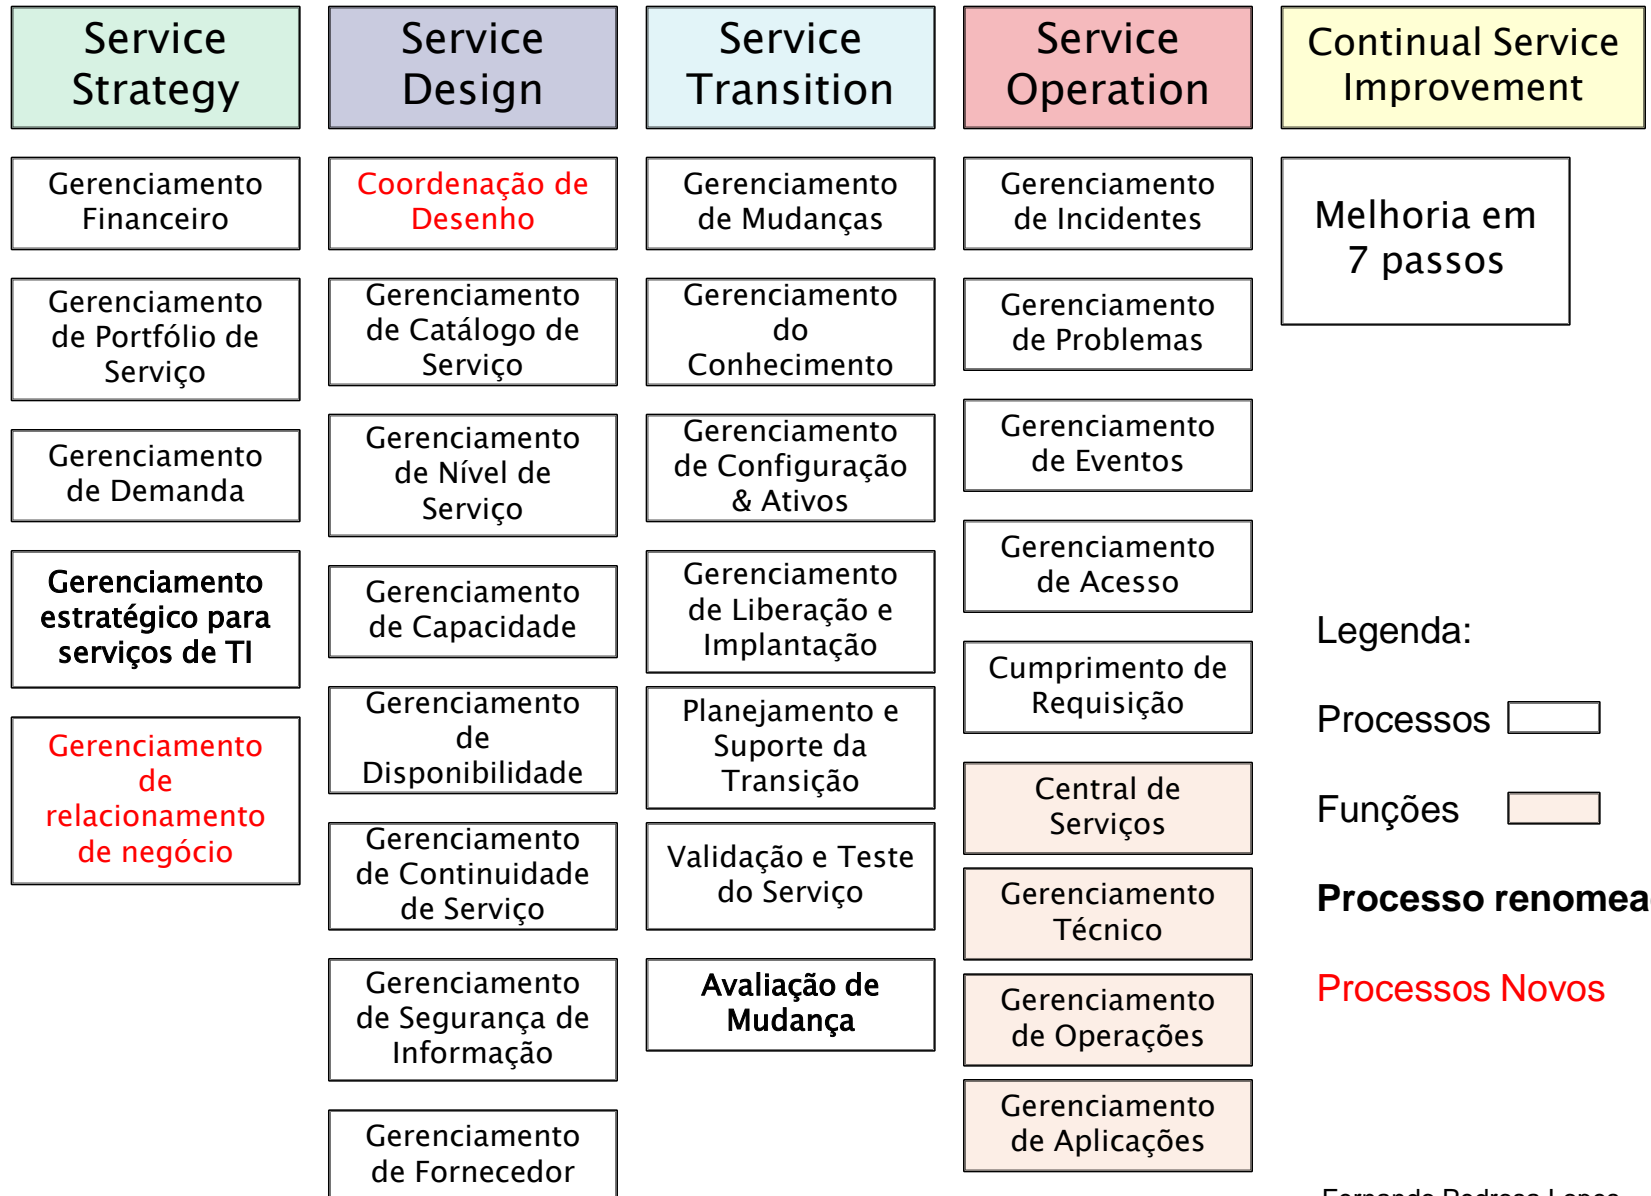 Service
Strategy
Gerenciamento
Financeiro
Gerenciamento
de Portfólio de
Serviço
Gerenciamento
de Demanda
Gerenciamento
estratégico para
serviços de TI
Gerenciamento
de
relacionamento
de negócio
Service
Design
Coordenação de
Desenho
Gerenciamento
de Catálogo de
Serviço
Gerenciamento
de Nível de
Serviço
Gerenciamento
de Capacidade
Gerenciamento
de
Disponibilidade
Gerenciamento
de Continuidade
de Serviço
Gerenciamento
de Segurança de
Informação
Gerenciamento
de Fornecedor
Service
Transition
Gerenciamento
de Mudanças
Gerenciamento
do
Conhecimento
Gerenciamento
de Configuração
& Ativos
Gerenciamento
de Liberação e
Implantação
Planejamento e
Suporte da
Transição
Validação e Teste
do Serviço
Avaliação de
Mudança
Service
Operation
Gerenciamento
de Incidentes
Gerenciamento
de Problemas
Gerenciamento
de Eventos
Gerenciamento
de Acesso
Cumprimento de
Requisição
Central de
Serviços
Gerenciamento
Técnico
Gerenciamento
de Operações
Gerenciamento
de Aplicações
Continual Service
Improvement
Melhoria em
7 passos
Legenda:
Processos
Funções
Processo renomea
Processos Novos
Fernando Pedrosa Lopes